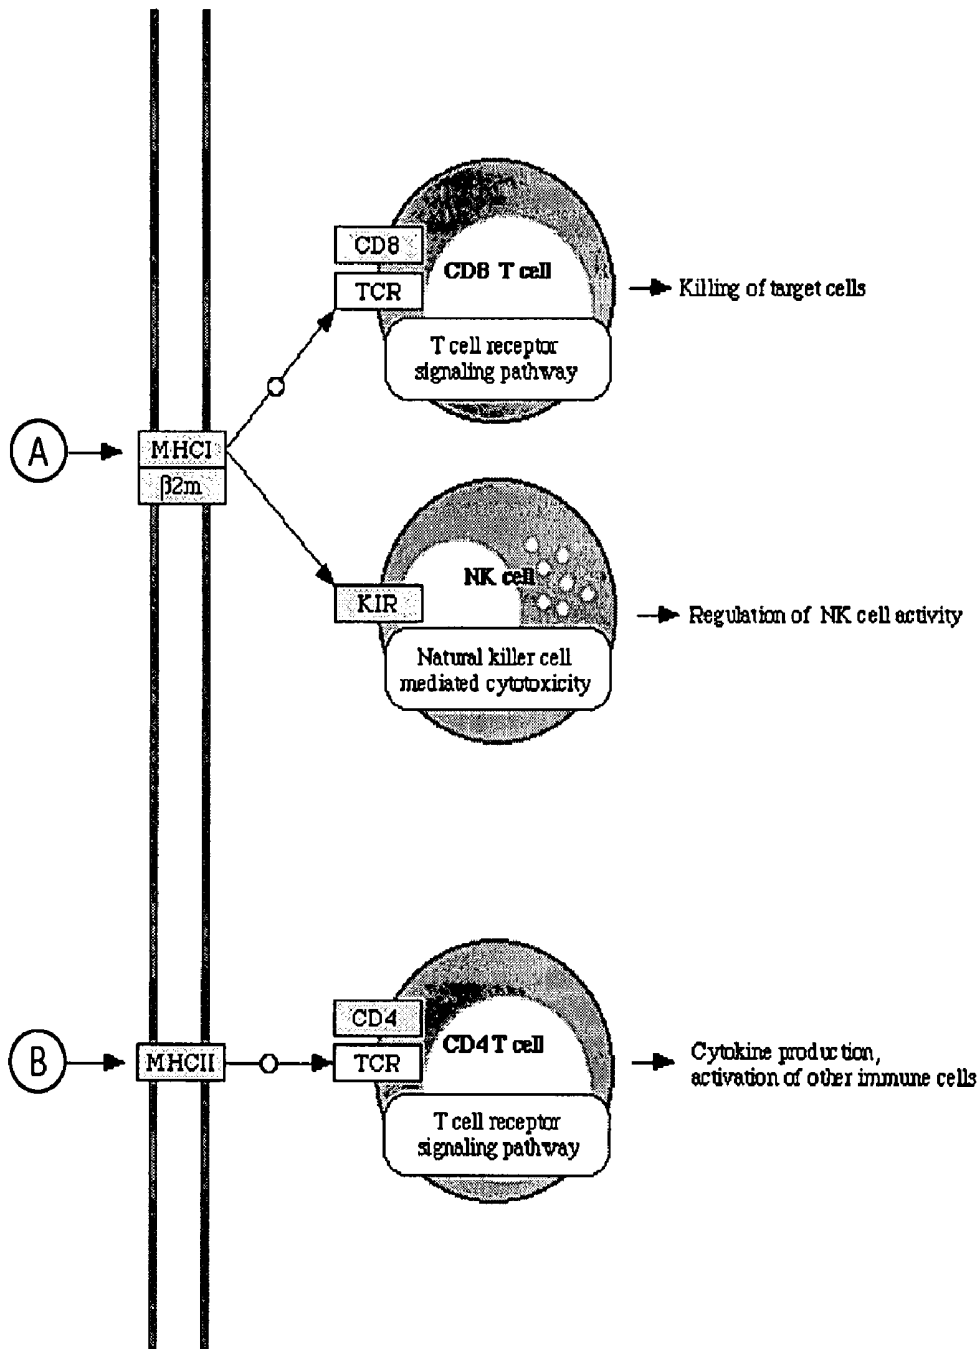 CD8
TCR
CD8 T cell
T cell receptor
signaling pathway
Killing of target cells
A
MHCI
β2m
KIR
NK cell
Natural killer cell
mediated cytotoxicity
Regulation of NK cell activity
B
MHCII
CD4
TCR
CD4 T cell
T cell receptor
signaling pathway
Cytokine production,
activation of other immune cells